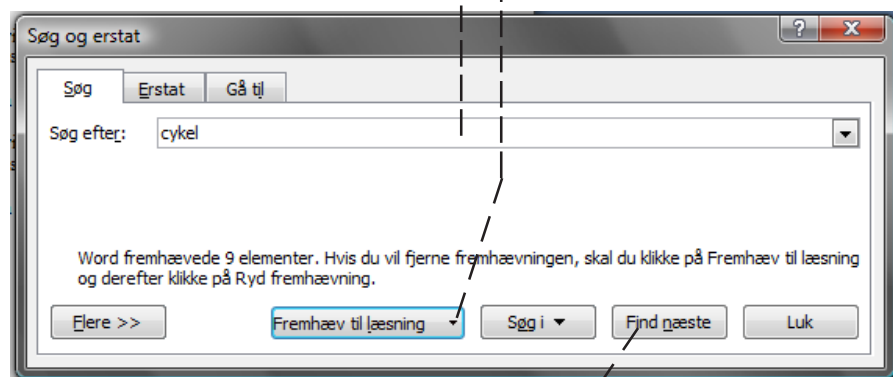 Søg og erstat
Søg Erstat Gå til
Søg efter: cykel
Word fremhævede 9 elementer. Hvis du vil fjerne fremhævningen, skal du klikke på Fremhæv til læsning
og derefter klikke på Ryd fremhævning.
Flere >> Fremhæv til læsning Søg i Find næste Luk